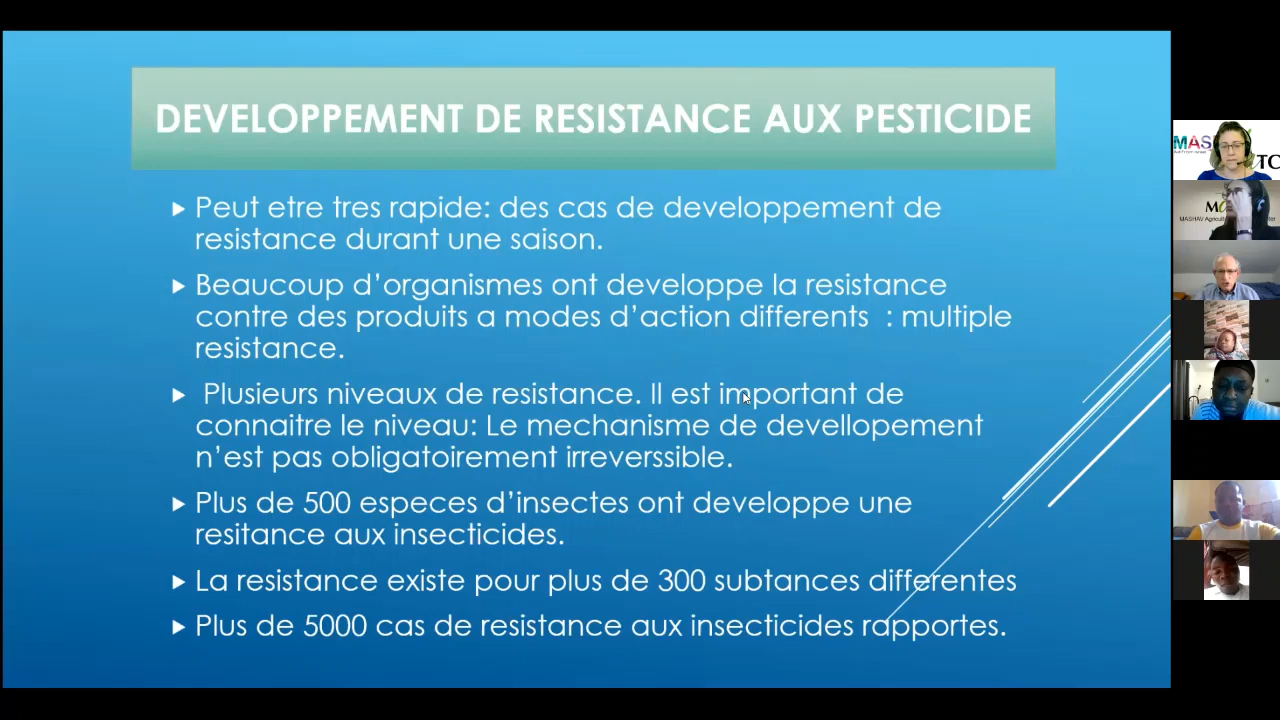 DEVELOPPEMENT DE RESISTANCE AUX PESTICIDE
Peut etre tres rapide: des cas de developpement de
resistance durant une saison.
Beaucoup d’organismes ont developpe la resistance
contre des produits a modes d’action differents : multiple
resistance.
Plusieurs niveaux de resistance. Il est important de
connaitre le niveau: Le mechanisme de devellopement
n’est pas obligatoirement irreverssible.
Plus de 500 especes d’insectes ont developpe une
resitance aux insecticides.
La resistance existe pour plus de 300 subtances differentes
Plus de 5000 cas de resistance aux insecticides rapportes.
MAS
TC
MASHAV